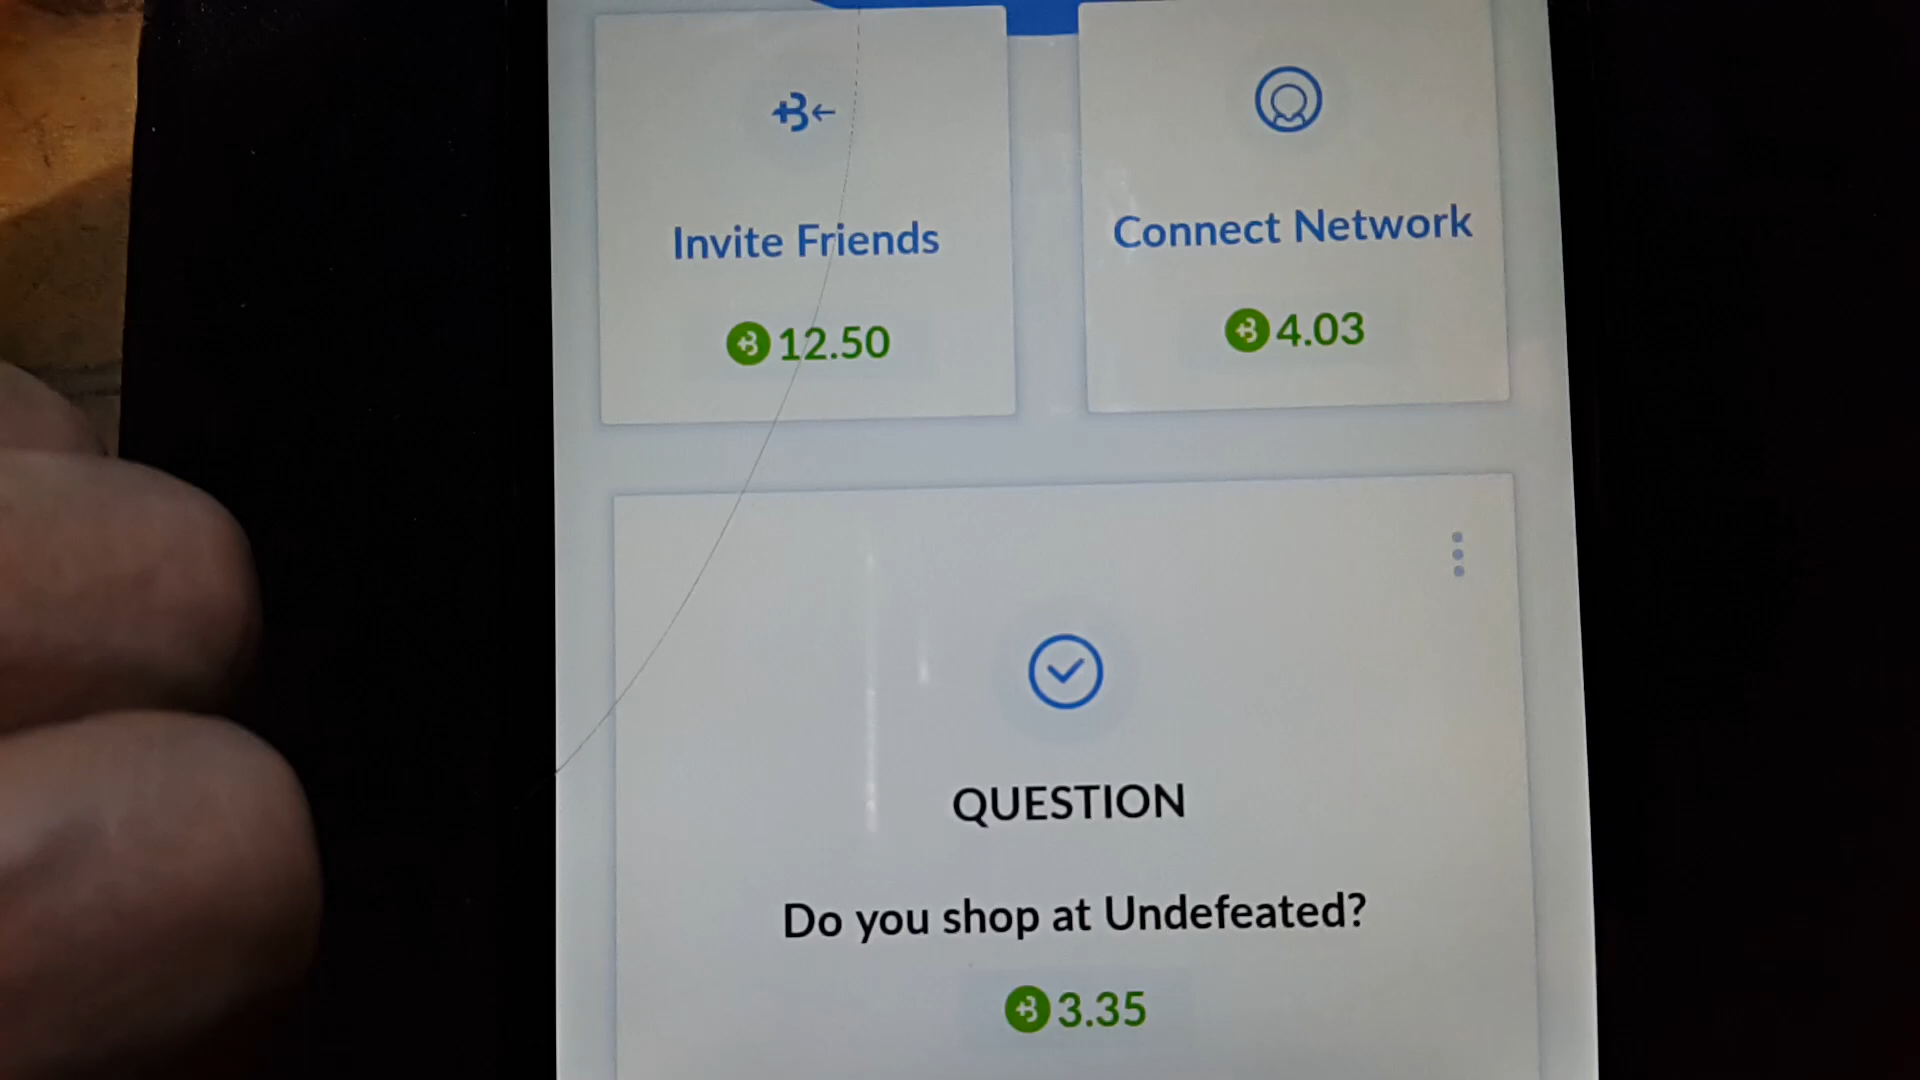 Invite Friends
12.50
Connect Network
4.03
QUESTION
Do you shop at Undefeated?
3.35